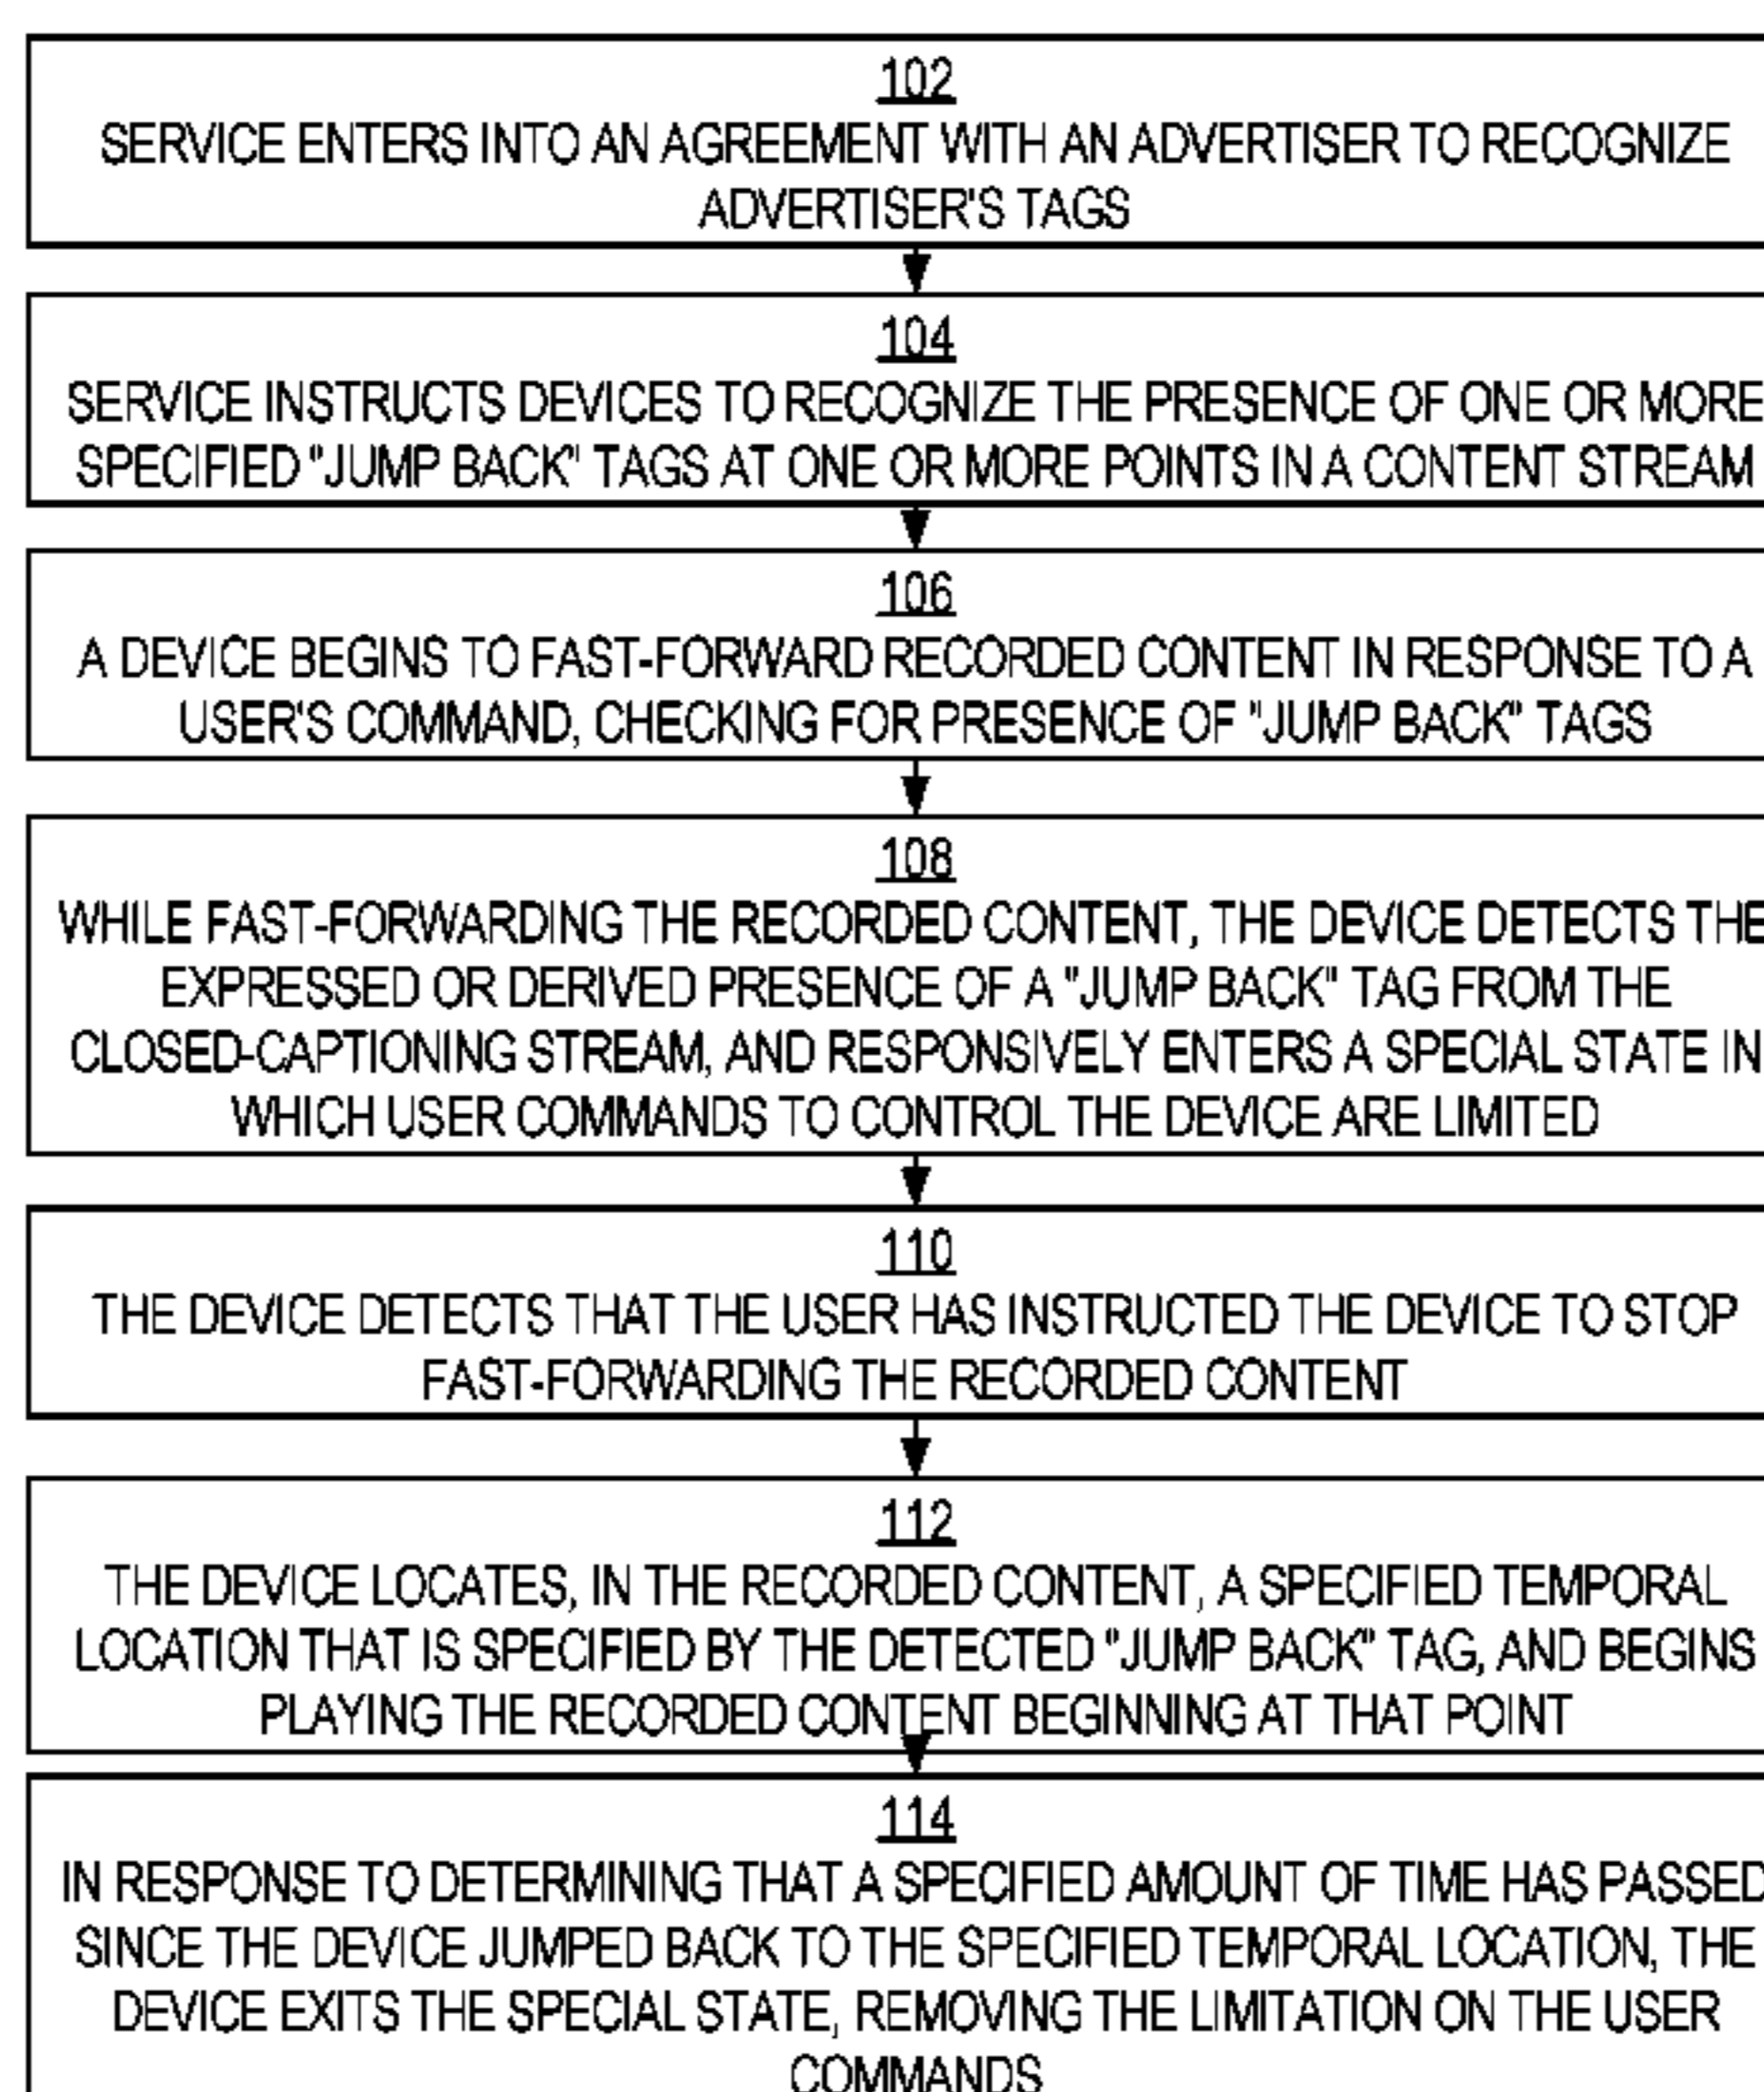 102
SERVICE ENTERS INTO AN AGREEMENT WITH AN ADVERTISER TO RECOGNIZE
ADVERTISER'S TAGS
104
SERVICE INSTRUCTS DEVICES TO RECOGNIZE THE PRESENCE OF ONE OR MORE
SPECIFIED "JUMP BACK" TAGS AT ONE OR MORE POINTS IN A CONTENT STREAM
106
A DEVICE BEGINS TO FAST-FORWARD RECORDED CONTENT IN RESPONSE TO A
USER'S COMMAND, CHECKING FOR PRESENCE OF "JUMP BACK" TAGS
108
WHILE FAST-FORWARDING THE RECORDED CONTENT, THE DEVICE DETECTS THE
EXPRESSED OR DERIVED PRESENCE OF A "JUMP BACK" TAG FROM THE
CLOSED-CAPTIONING STREAM, AND RESPONSIVELY ENTERS A SPECIAL STATE IN
WHICH USER COMMANDS TO CONTROL THE DEVICE ARE LIMITED
110
THE DEVICE DETECTS THAT THE USER HAS INSTRUCTED THE DEVICE TO STOP
FAST-FORWARDING THE RECORDED CONTENT
112
THE DEVICE LOCATES, IN THE RECORDED CONTENT, A SPECIFIED TEMPORAL
LOCATION THAT IS SPECIFIED BY THE DETECTED "JUMP BACK" TAG, AND BEGINS
PLAYING THE RECORDED CONTENT BEGINNING AT THAT POINT
114
IN RESPONSE TO DETERMINING THAT A SPECIFIED AMOUNT OF TIME HAS PASSED
SINCE THE DEVICE JUMPED BACK TO THE SPECIFIED TEMPORAL LOCATION, THE
DEVICE EXITS THE SPECIAL STATE, REMOVING THE LIMITATION ON THE USER
COMMANDS